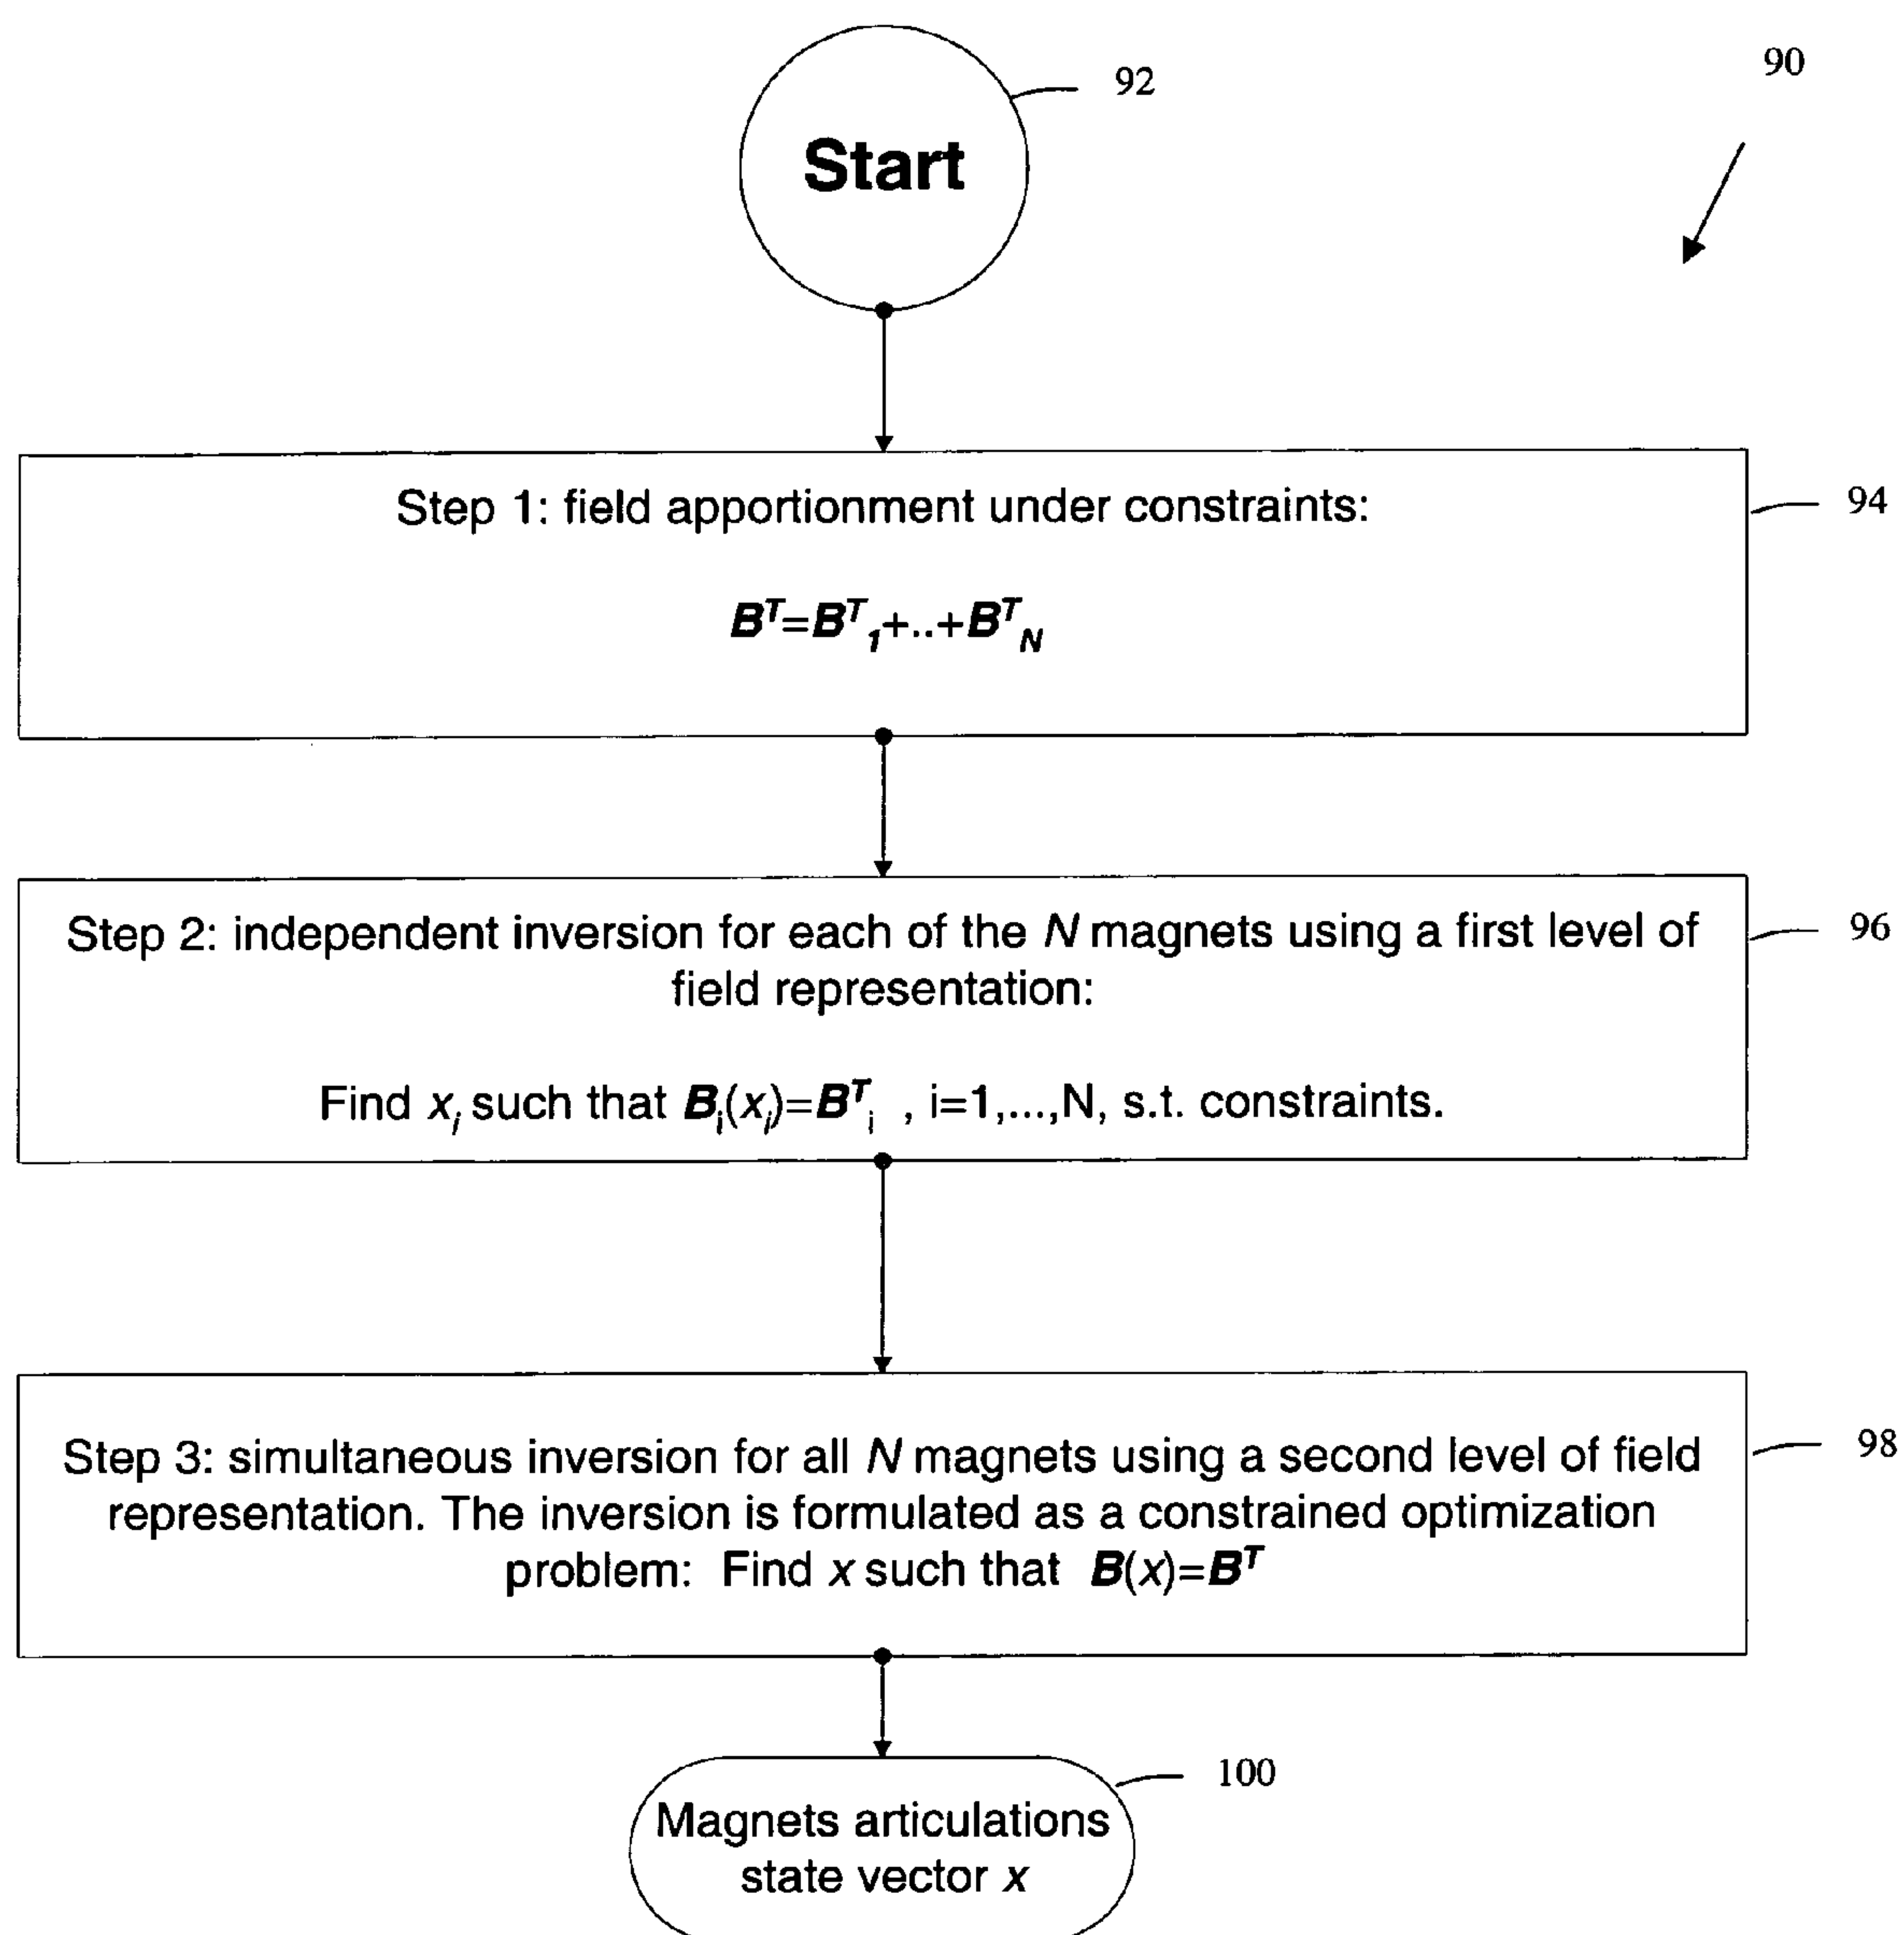 92
90
Start
Step 1: field apportionment under constraints:
94
B^T=B^T_1+..+B^T_N
Step 2: independent inversion for each of the N magnets using a first level of
96
field representation:
Find x_i such that B_i(x_i)=B^T_i , i=1,...,N, s.t. constraints.
Step 3: simultaneous inversion for all N magnets using a second level of field
98
representation. The inversion is formulated as a constrained optimization
problem: Find x such that B(x)=B^T
100
Magnets articulations
state vector x